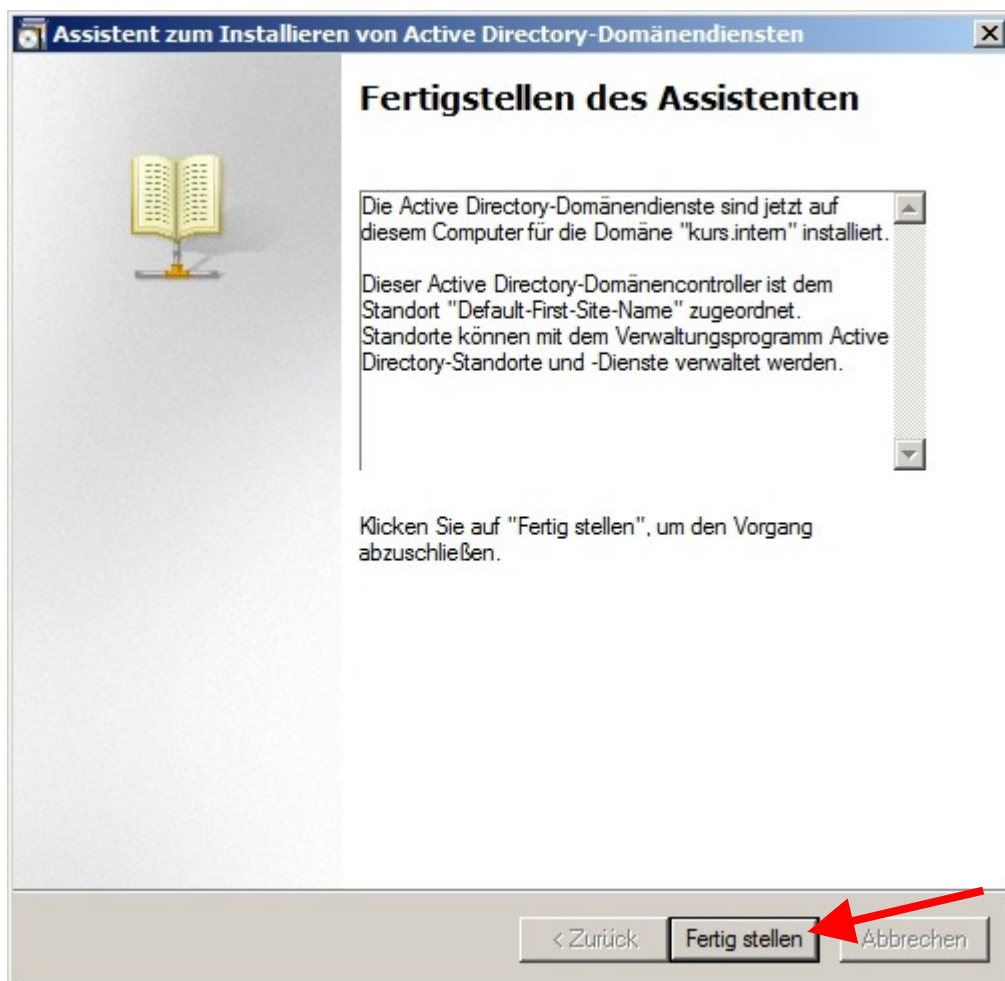 Assistent zum Installieren von Active Directory-Domänendiensten
Fertigstellen des Assistenten
Die Active Directory-Domänendienste sind jetzt auf
diesem Computer für die Domäne "kurs.intern" installiert.
Dieser Active Directory-Domänencontroller ist dem
Standort "Default-First-Site-Name" zugeordnet.
Standorte können mit dem Verwaltungsprogramm Active
Directory-Standorte und -Dienste verwaltet werden.
Klicken Sie auf "Fertig stellen", um den Vorgang
abzuschließen.
< Zurück Fertig stellen Abbrechen